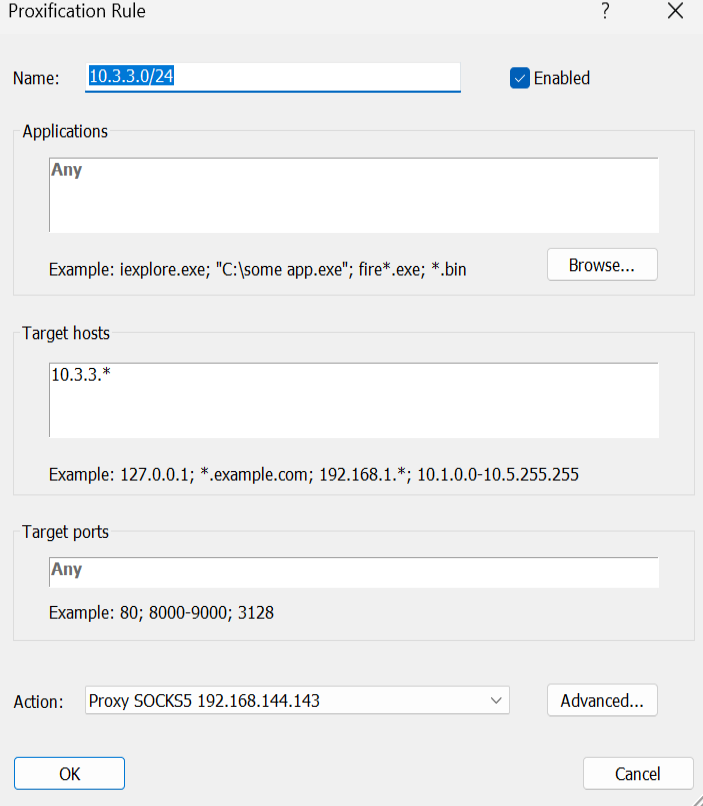 Proxification Rule ?
Name: 10.3.3.0/24 Enabled
Applications
Any
Example: iexplore.exe; "C:\some app.exe"; fire*.exe; *.bin Browse...
Target hosts
10.3.3.*
Example: 127.0.0.1; *.example.com; 192.168.1.*; 10.1.0.0-10.5.255.255
Target ports
Any
Example: 80; 8000-9000; 3128
Action: Proxy SOCKS5 192.168.144.143 Advanced...
OK Cancel